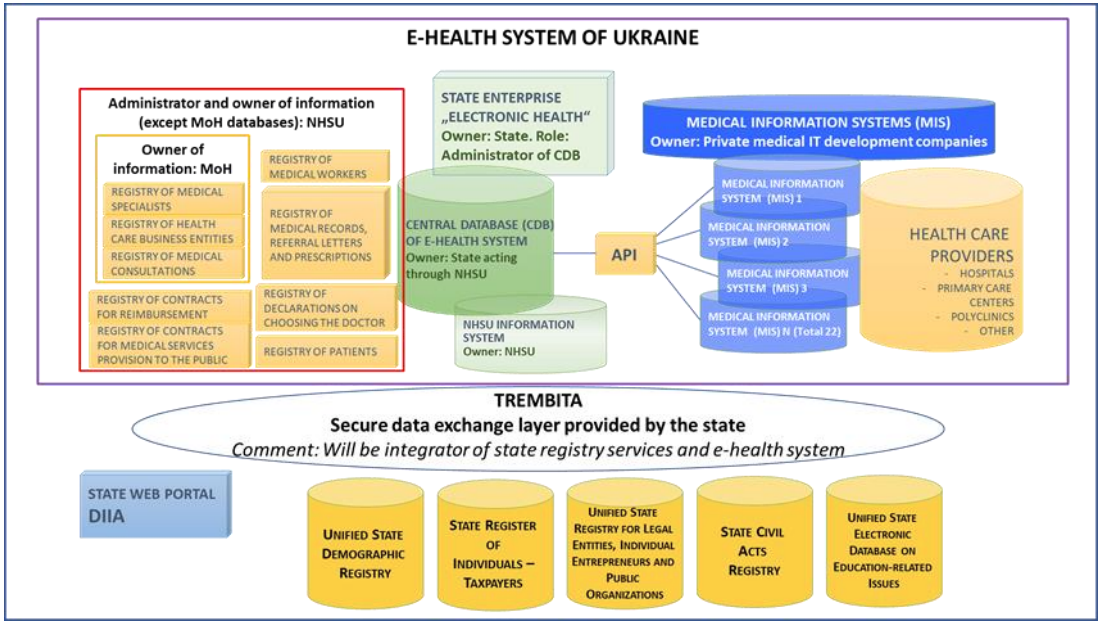 E-HEALTH SYSTEM OF UKRAINE
Administrator and owner of information
(except MoH databases): NHSU
Owner of
information: MoH
REGISTRY OF MEDICAL
SPECIALISTS
REGISTRY OF HEALTH
CARE BUSINESS ENTITIES
REGISTRY OF MEDICAL
CONSULTATIONS
REGISTRY OF CONTRACTS
FOR REIMBURSEMENT
REGISTRY OF CONTRACTS
FOR MEDICAL SERVICES
PROVISION TO THE PUBLIC
REGISTRY OF
MEDICAL WORKERS
REGISTRY OF
MEDICAL RECORDS,
REFERRAL LETTERS
AND PRESCRIPTIONS
REGISTRY OF
DECLARATIONS ON
CHOOSING THE DOCTOR
REGISTRY OF PATIENTS
STATE ENTERPRISE
„ELECTRONIC HEALTH“
Owner: State. Role:
Administrator of CDB
CENTRAL DATABASE (CDB)
OF E-HEALTH SYSTEM
Owner: State acting
through NHSU
NHSU INFORMATION
SYSTEM
Owner: NHSU
API
MEDICAL INFORMATION SYSTEMS (MIS)
Owner: Private medical IT development companies
MEDICAL INFORMATION
SYSTEM (MIS) 1
MEDICAL INFORMATION
SYSTEM (MIS) 2
MEDICAL INFORMATION
SYSTEM (MIS) 3
MEDICAL INFORMATION
SYSTEM (MIS) N (Total 22)
HEALTH CARE
PROVIDERS
- HOSPITALS
- PRIMARY CARE
CENTERS
- POLYCLINICS
- OTHER
TREMBITA
Secure data exchange layer provided by the state
Comment: Will be integrator of state registry services and e-health system
STATE WEB PORTAL
DIIA
UNIFIED STATE
DEMOGRAPHIC
REGISTRY
STATE REGISTER
OF
INDIVIDUALS –
TAXPAYERS
UNIFIED STATE
REGISTRY FOR LEGAL
ENTITIES, INDIVIDUAL
ENTREPRENEURS AND
PUBLIC
ORGANIZATIONS
STATE CIVIL
ACTS
REGISTRY
UNIFIED STATE
ELECTRONIC
DATABASE ON
EDUCATION-RELATED
ISSUES